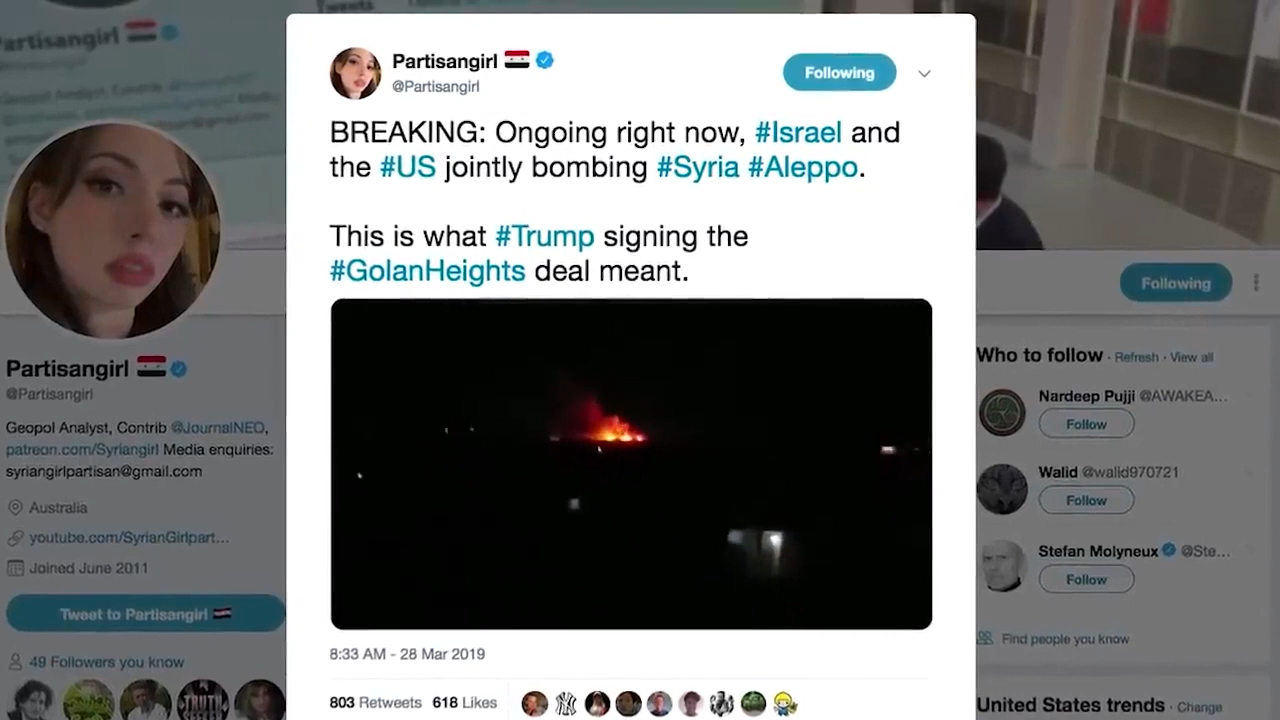 Tweets
Partisangirl
Partisangirl
@Partisangirl
Following
BREAKING: Ongoing right now, #Israel and
the #US jointly bombing #Syria #Aleppo.
This is what #Trump signing the
#GolanHeights deal meant.
8:33 AM - 28 Mar 2019
803 Retweets 618 Likes
Partisangirl
@Partisangirl
Geopol Analyst, Contrib @JournalNEO,
patreon.com/Syriangirl Media enquiries:
syriangirlpartisan@gmail.com
Australia
youtube.com/SyrianGirlpart...
Joined June 2011
Tweet to Partisangirl
49 Followers you know
TRUTH
Following
Who to follow · Refresh · View all
Nardeep Pujji @AWAKEA...
Follow
Walid @walid970721
Follow
Stefan Molyneux @Ste...
Follow
Find people you know
United States trends · Change